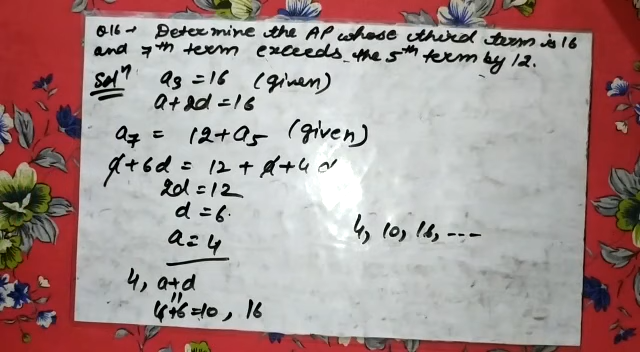 Q16→ Determine the AP whose third term is 16
and 7th term exceeds the 5th term by 12.
Solⁿ a₃ = 16 (given)
a+2d = 16
a₇ = 12+a₅ (given)
a+6d = 12 + a+4d
2d = 12
d = 6.
a = 4
4, 10, 16, ---
4, a+d
"
4+6=10, 16